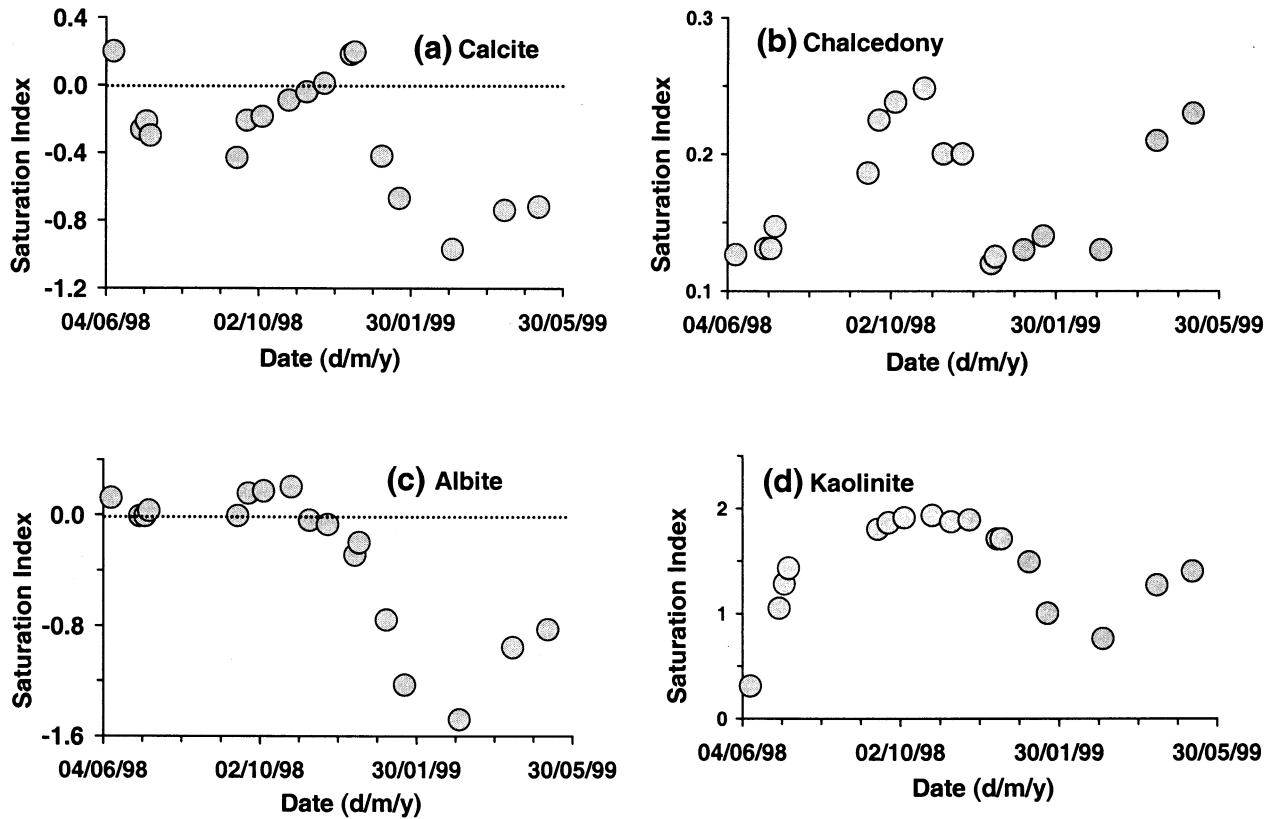 (a) Calcite
Saturation Index
0.4
0.0
-0.4
-0.8
-1.2
04/06/98 02/10/98 30/01/99 30/05/99
Date (d/m/y)
(b) Chalcedony
Saturation Index
0.3
0.2
0.1
04/06/98 02/10/98 30/01/99 30/05/99
Date (d/m/y)
(c) Albite
Saturation Index
0.0
-0.8
-1.6
04/06/98 02/10/98 30/01/99 30/05/99
Date (d/m/y)
(d) Kaolinite
Saturation Index
2
1
0
04/06/98 02/10/98 30/01/99 30/05/99
Date (d/m/y)